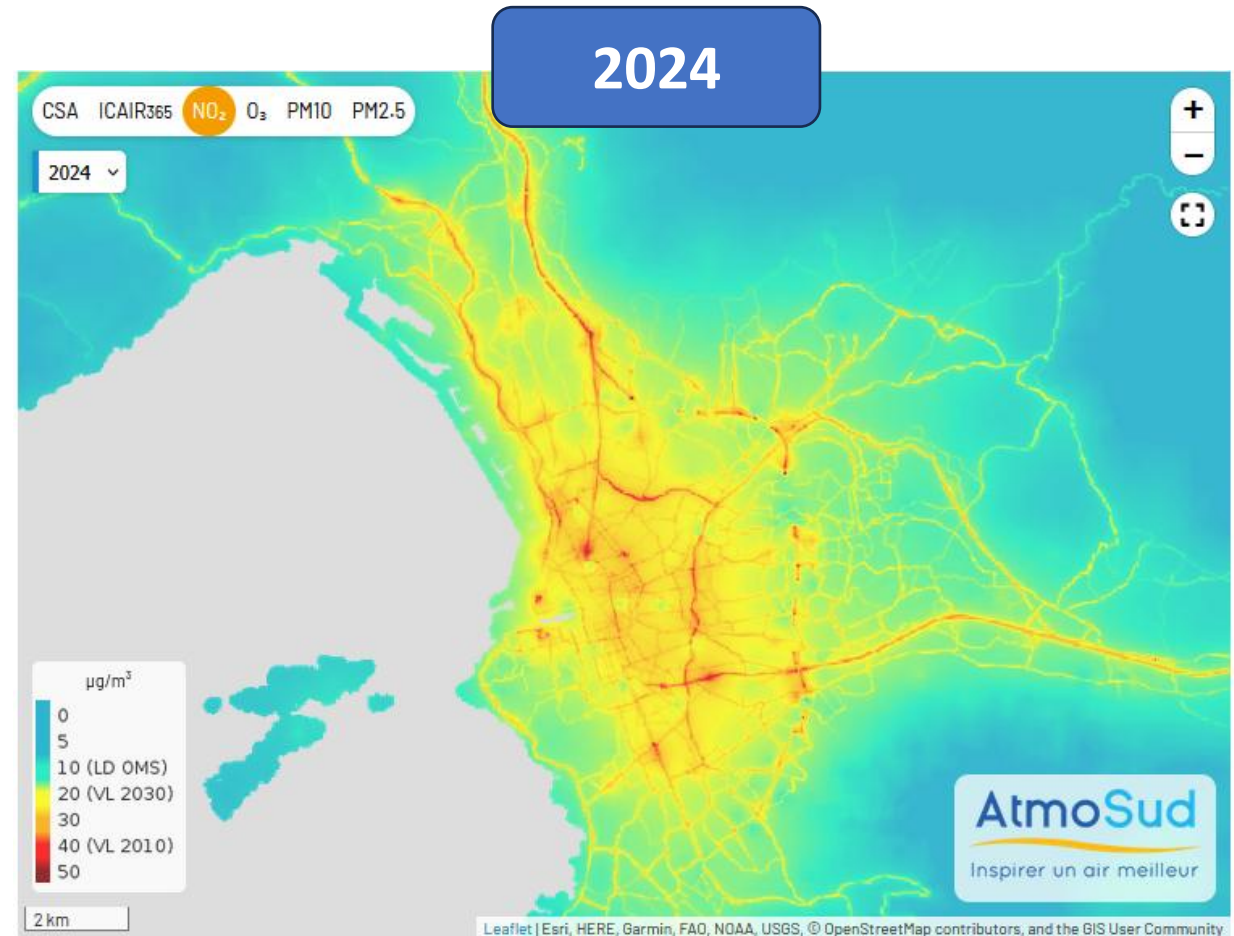 2024
CSA ICAIR365 NO₂ O₃ PM10 PM2.5
+
2024
−
µg/m³
0
5
10 (LD OMS)
20 (VL 2030)
30
40 (VL 2010)
50
AtmoSud
Inspirer un air meilleur
2 km
Leaflet | Esri, HERE, Garmin, FAO, NOAA, USGS, © OpenStreetMap contributors, and the GIS User Community